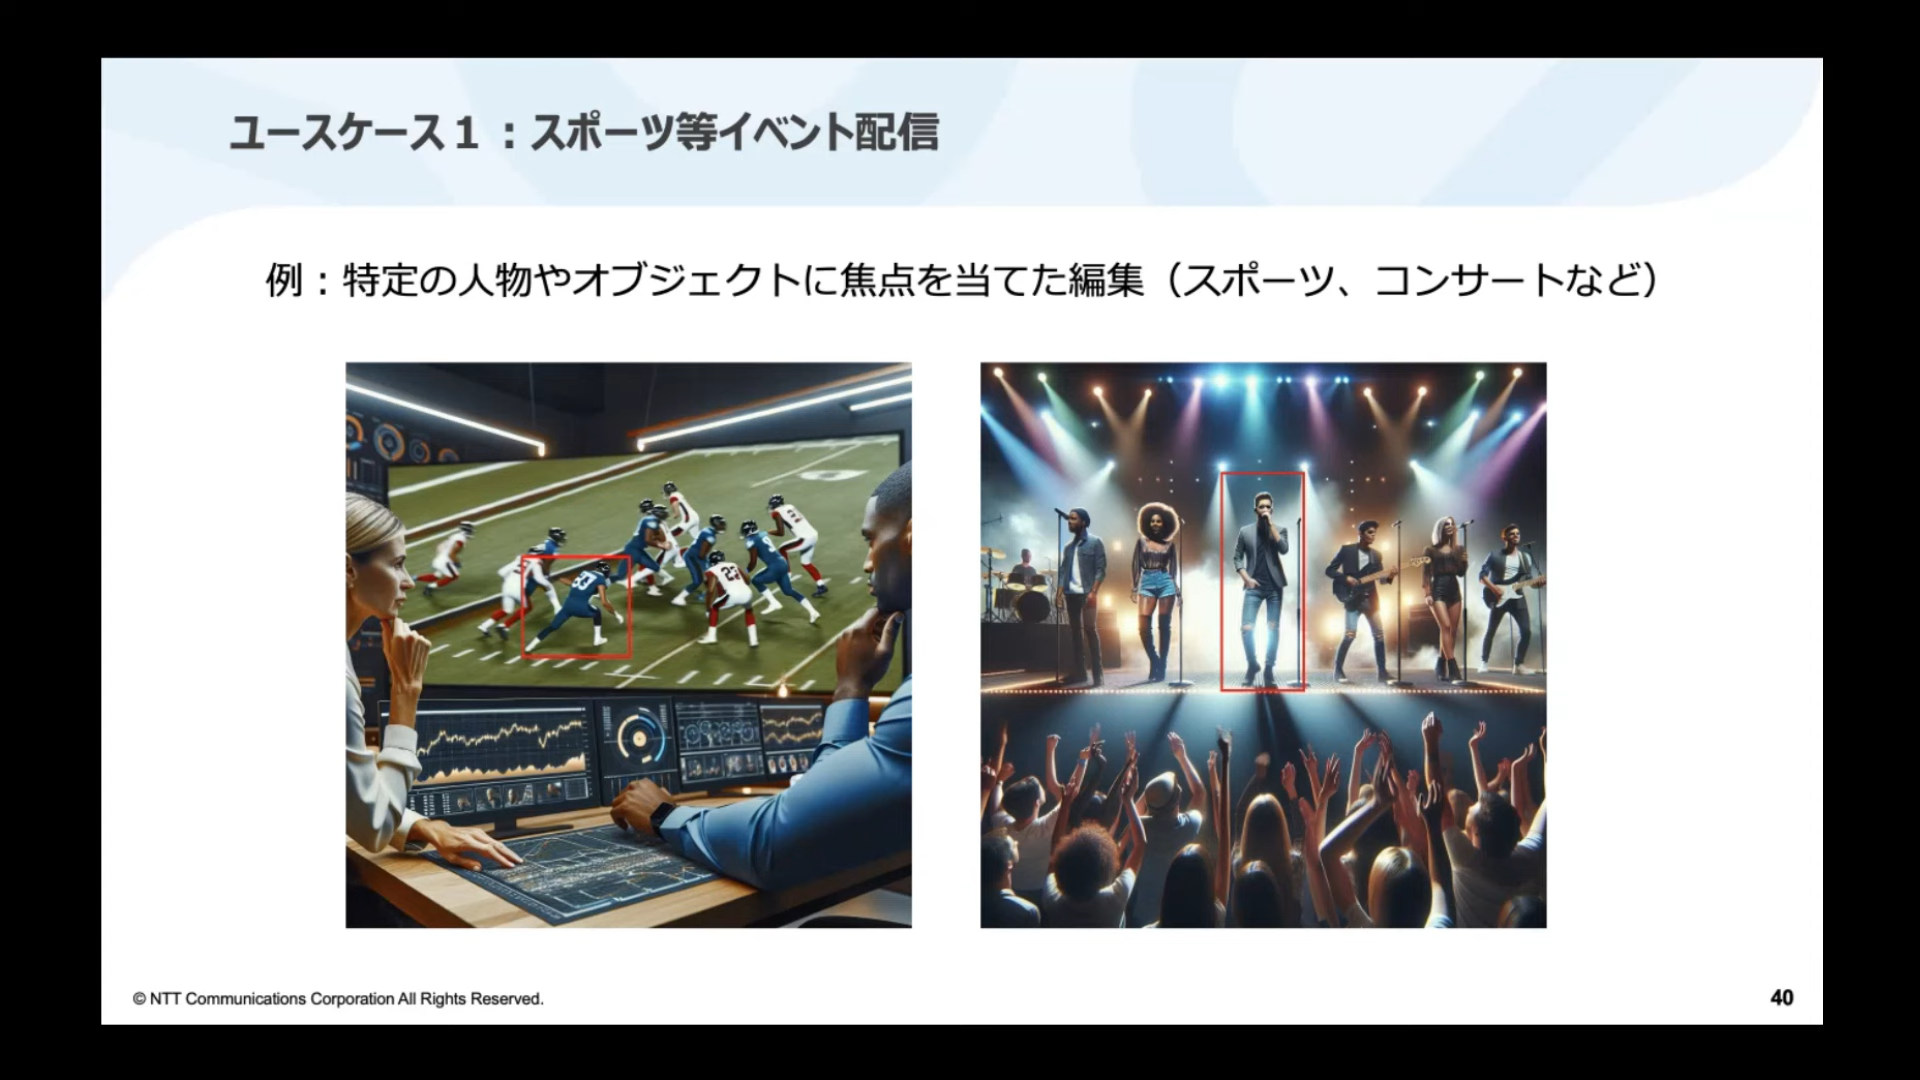 ユースケース１：スポーツ等イベント配信
例：特定の人物やオブジェクトに焦点を当てた編集（スポーツ、コンサートなど）
© NTT Communications Corporation All Rights Reserved.
40